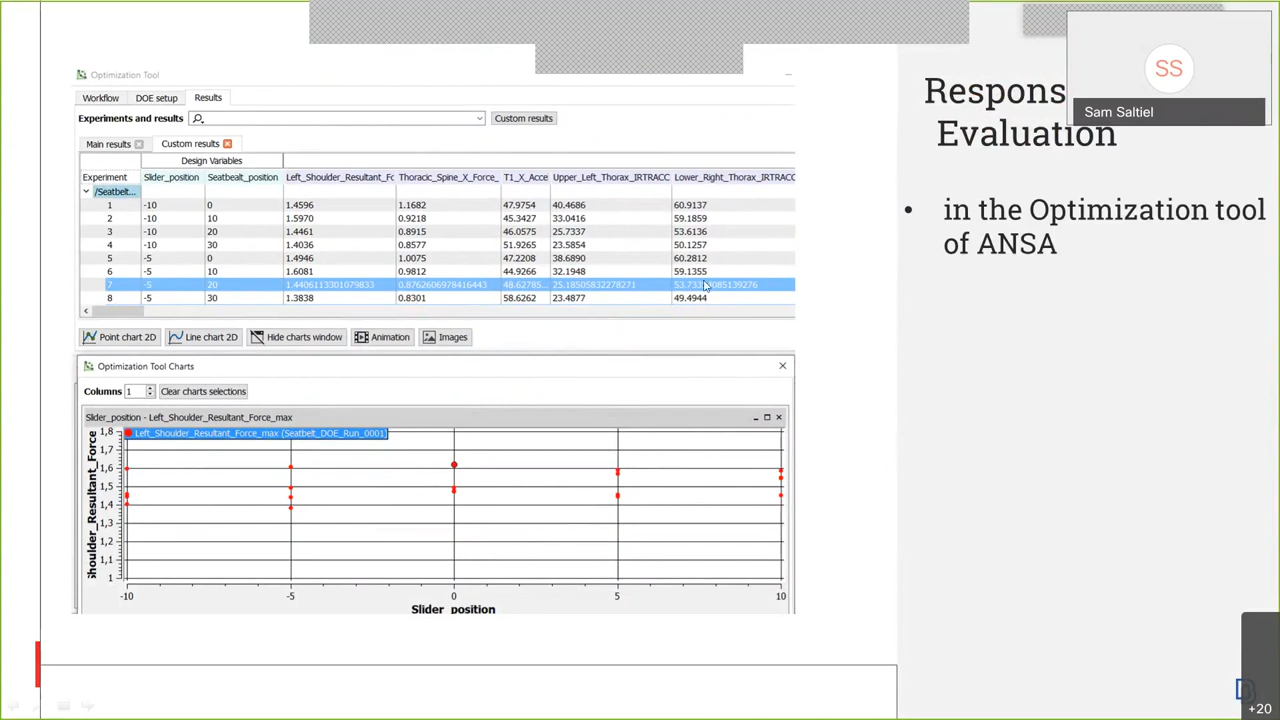 Optimization Tool
Workflow DOE setup Results
Experiments and results Custom results
Main results Custom results
Design Variables
Experiment Slider_position Seatbealt_position Left_Shoulder_Resultant_Fc Thoracic_Spine_X_Force_ T1_X_Acce Upper_Left_Thorax_IRTRACC Lower_Right_Thorax_IRTRACC
/Seatbelt...
1 -10 0 1.4596 1.1682 47.9754 40.4686 60.9137
2 -10 10 1.5970 0.9218 45.3427 33.0416 59.1859
3 -10 20 1.4461 0.8915 46.0575 25.7337 53.6136
4 -10 30 1.4036 0.8577 51.9265 23.5854 50.1257
5 -5 0 1.4946 1.0075 47.2208 38.6890 60.2812
6 -5 10 1.6081 0.9812 44.9266 32.1948 59.1355
7 -5 20 1.4406113301079833 0.8762606978416443 48.62785... 25.18505832278271
8 -5 30 1.3838 0.8301 58.6262 23.4877 49.4944
Point chart 2D Line chart 2D Hide charts window Animation Images
Optimization Tool Charts
Columns 1 Clear charts selections
Slider_position - Left_Shoulder_Resultant_Force_max
Left_Shoulder_Resultant_Force_max (Seatbelt_DOE_Run_0001)
houlder_Resultant_Force
1,8
1,7
1,6
1,5
1,4
1,3
1,2
1,1
1
-10 -5 0 5 10
Slider_position
Respons
Evaluation
• in the Optimization tool
of ANSA
SS
Sam Saltiel
+20